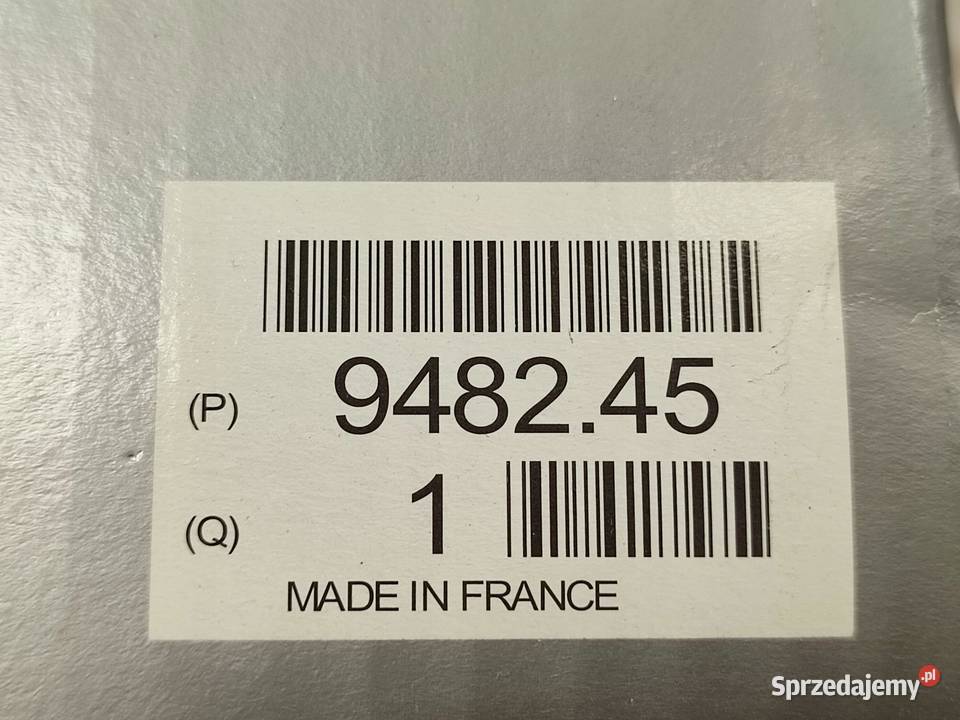 (P) 9482.45
(Q) 1
MADE IN FRANCE
Sprzedajemy.pl